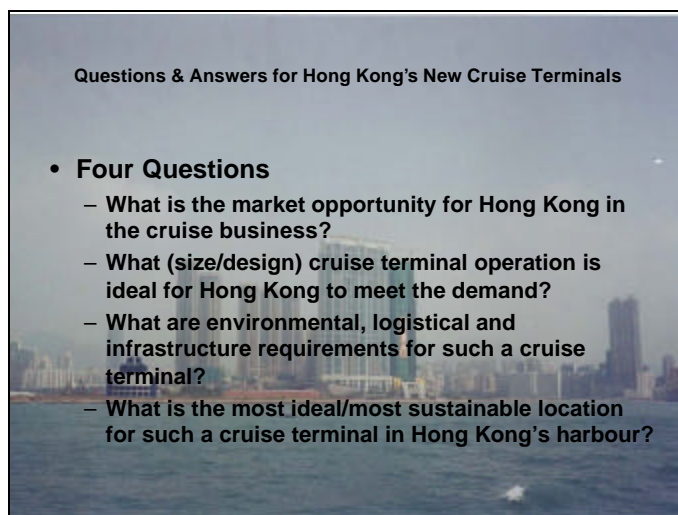 Questions & Answers for Hong Kong's New Cruise Terminals
• Four Questions
– What is the market opportunity for Hong Kong in
the cruise business?
– What (size/design) cruise terminal operation is
ideal for Hong Kong to meet the demand?
– What are environmental, logistical and
infrastructure requirements for such a cruise
terminal?
– What is the most ideal/most sustainable location
for such a cruise terminal in Hong Kong's harbour?